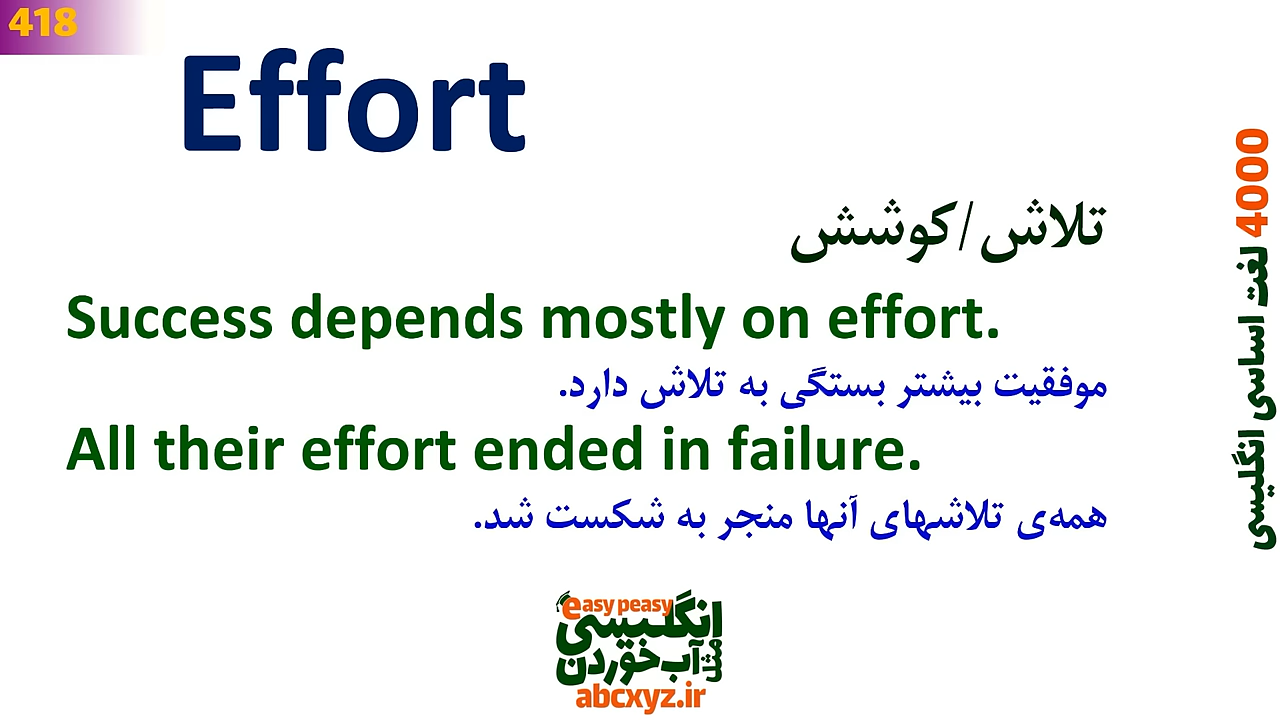 418
Effort
تلاش/کوشش
Success depends mostly on effort.
موفقیت بیشتر بستگی به تلاش دارد.
All their effort ended in failure.
همه‌ی تلاشهای آنها منجر به شکست شد.
4000 لغت اساسی انگلیسی
easy peasy
انگلیسی
مثل آب خوردن
abcxyz.ir